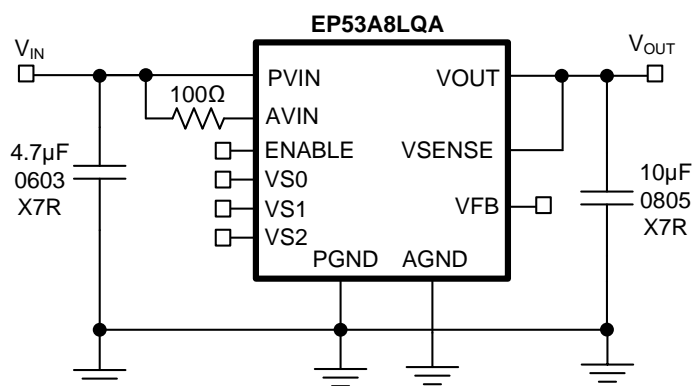 EP53A8LQA
VIN
VOUT
PVIN
VOUT
100Ω
AVIN
4.7µF
0603
X7R
ENABLE
VSENSE
VS0
VS1
VS2
VFB
10µF
0805
X7R
PGND
AGND